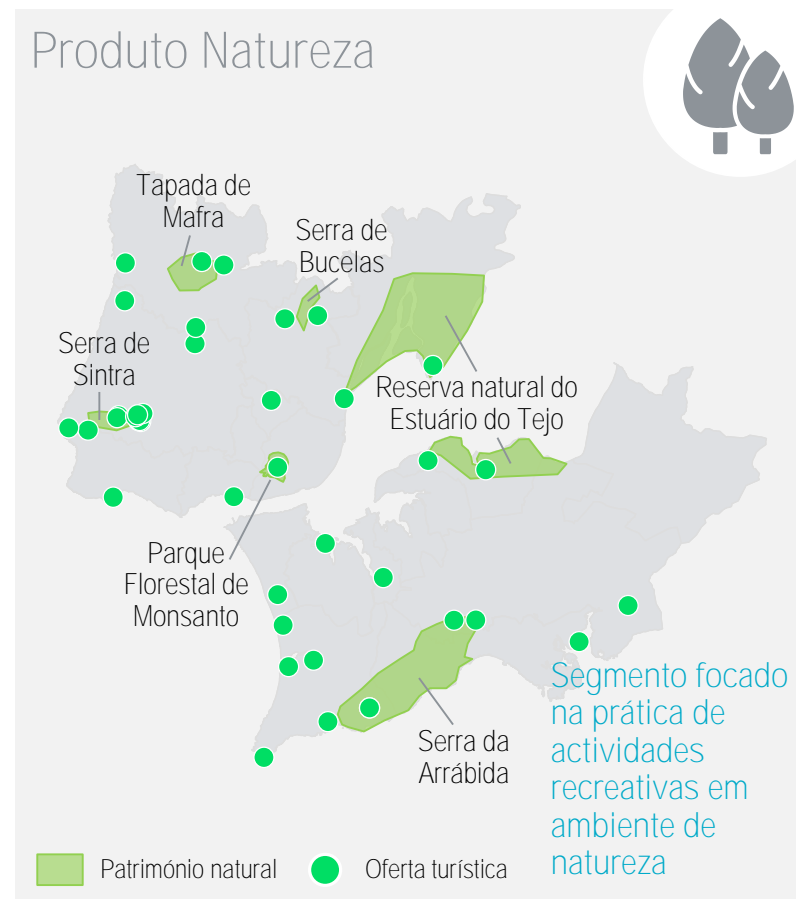 Produto Natureza
Tapada de
Mafra
Serra de
Bucelas
Serra de
Sintra
Reserva natural do
Estuário do Tejo
Parque
Florestal de
Monsanto
Serra da
Arrábida
Segmento focado
na prática de
actividades
recreativas em
ambiente de
natureza
Património natural
Oferta turística